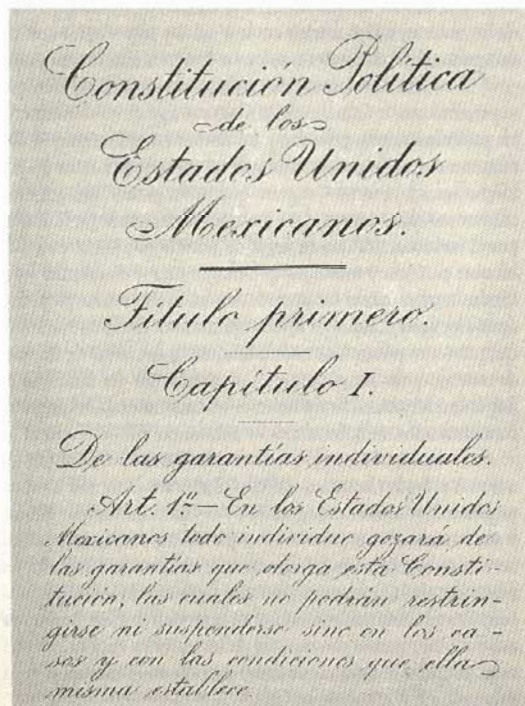 Constitución Política
de los
Estados Unidos
Mexicanos.
Título primero.
Capítulo I.
De las garantías individuales.
Art. 1º.—En los Estados Unidos
Mexicanos todo individuo gozará de
las garantías que otorga esta Consti-
tución, las cuales no podrán restrin-
girse ni suspenderse sino en los ca-
sos y con las condiciones que ella
misma establece.